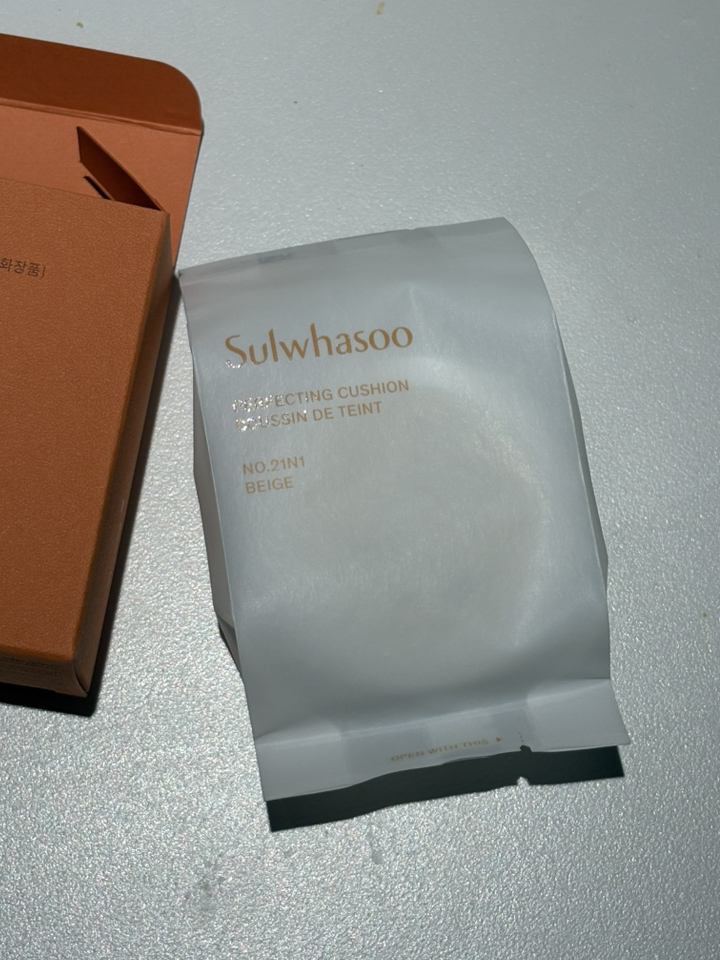 화장품|
Sulwhasoo
PERFECTING CUSHION
COUSSIN DE TEINT
NO.21N1
BEIGE
OPEN WITH THIS